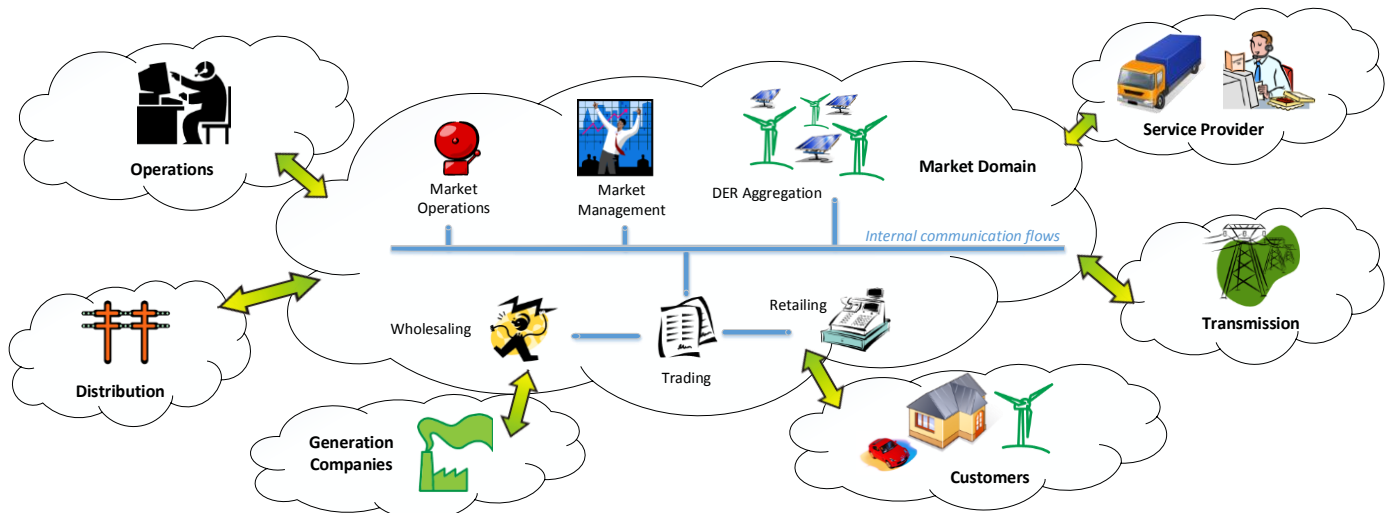 Operations
Market
Operations
Market
Management
DER Aggregation
Market Domain
Service Provider
Internal communication flows
Distribution
Wholesaling
Trading
Retailing
Transmission
Generation
Companies
Customers